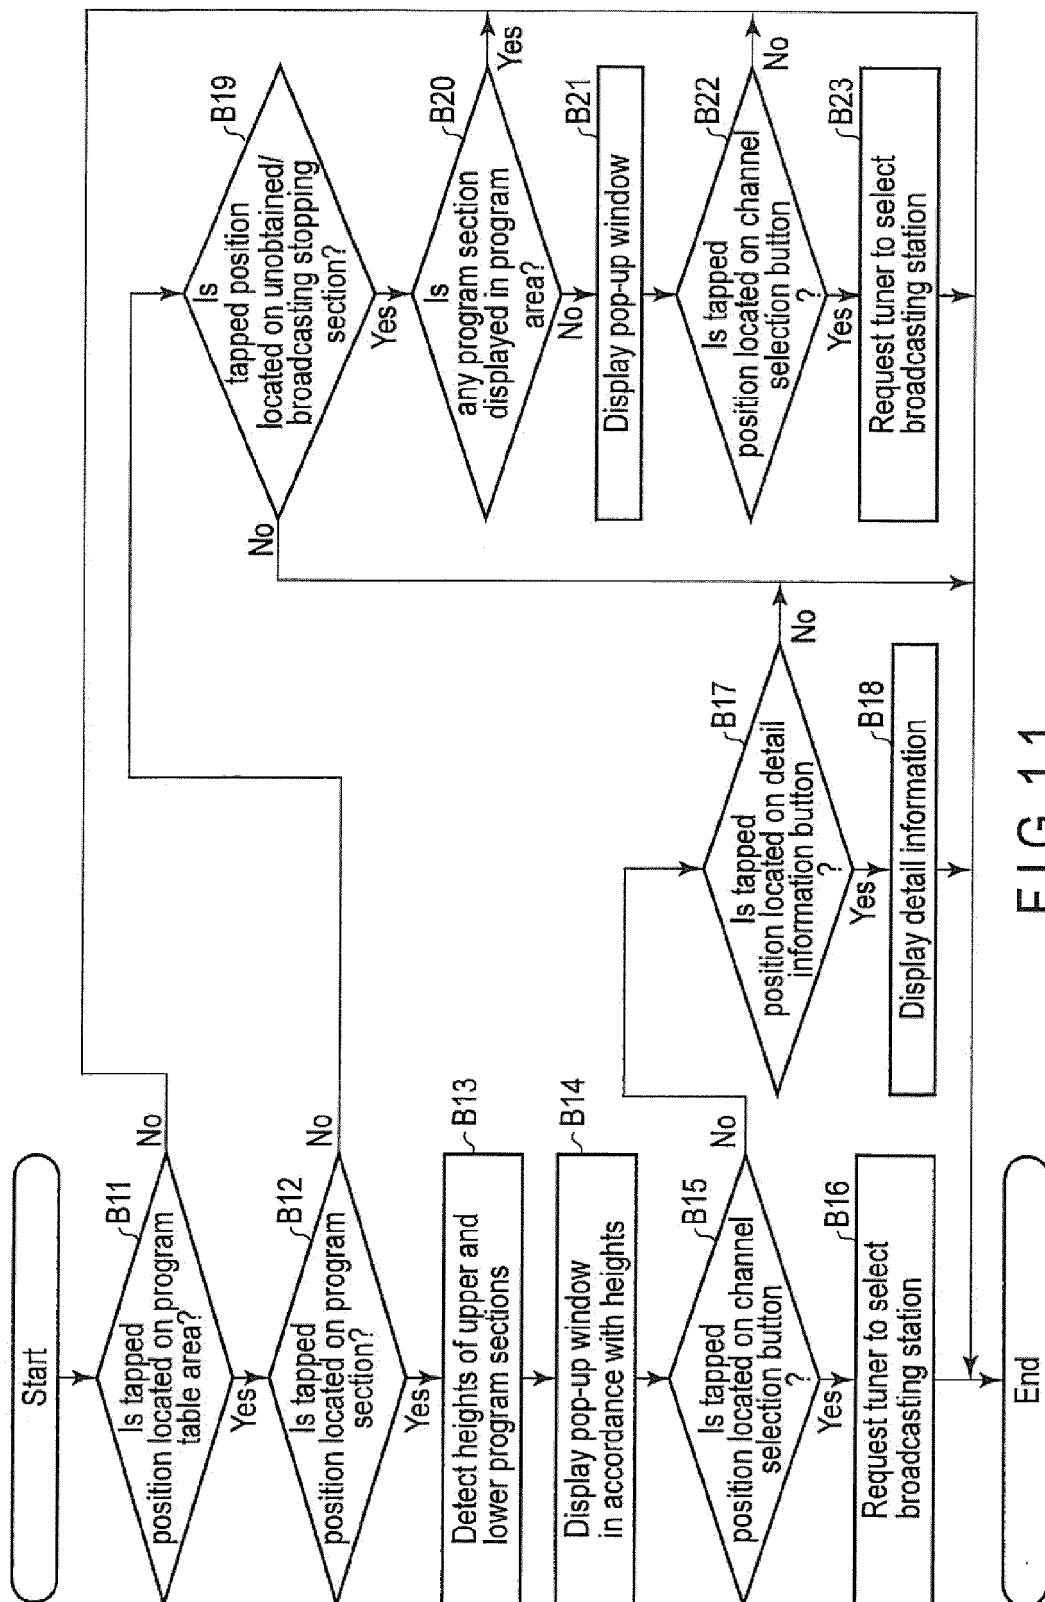 Start
B11
Is tapped
position located on program
table area?
No
Yes
B12
Is tapped
position located on program
section?
No
Yes
B13
Detect heights of upper and
lower program sections
B14
Display pop-up window
in accordance with heights
B15
Is tapped
position located on channel
selection button
?
No
Yes
B16
Request tuner to select
broadcasting station
End
B17
Is tapped
position located on detail
information button
?
No
Yes
B18
Display detail information
B19
Is
tapped position
located on unobtained/
broadcasting stopping
section?
No
Yes
B20
Is
any program section
displayed in program
area?
Yes
No
B21
Display pop-up window
B22
Is tapped
position located on channel
selection button
?
No
Yes
B23
Request tuner to select
broadcasting station
FIG. 11